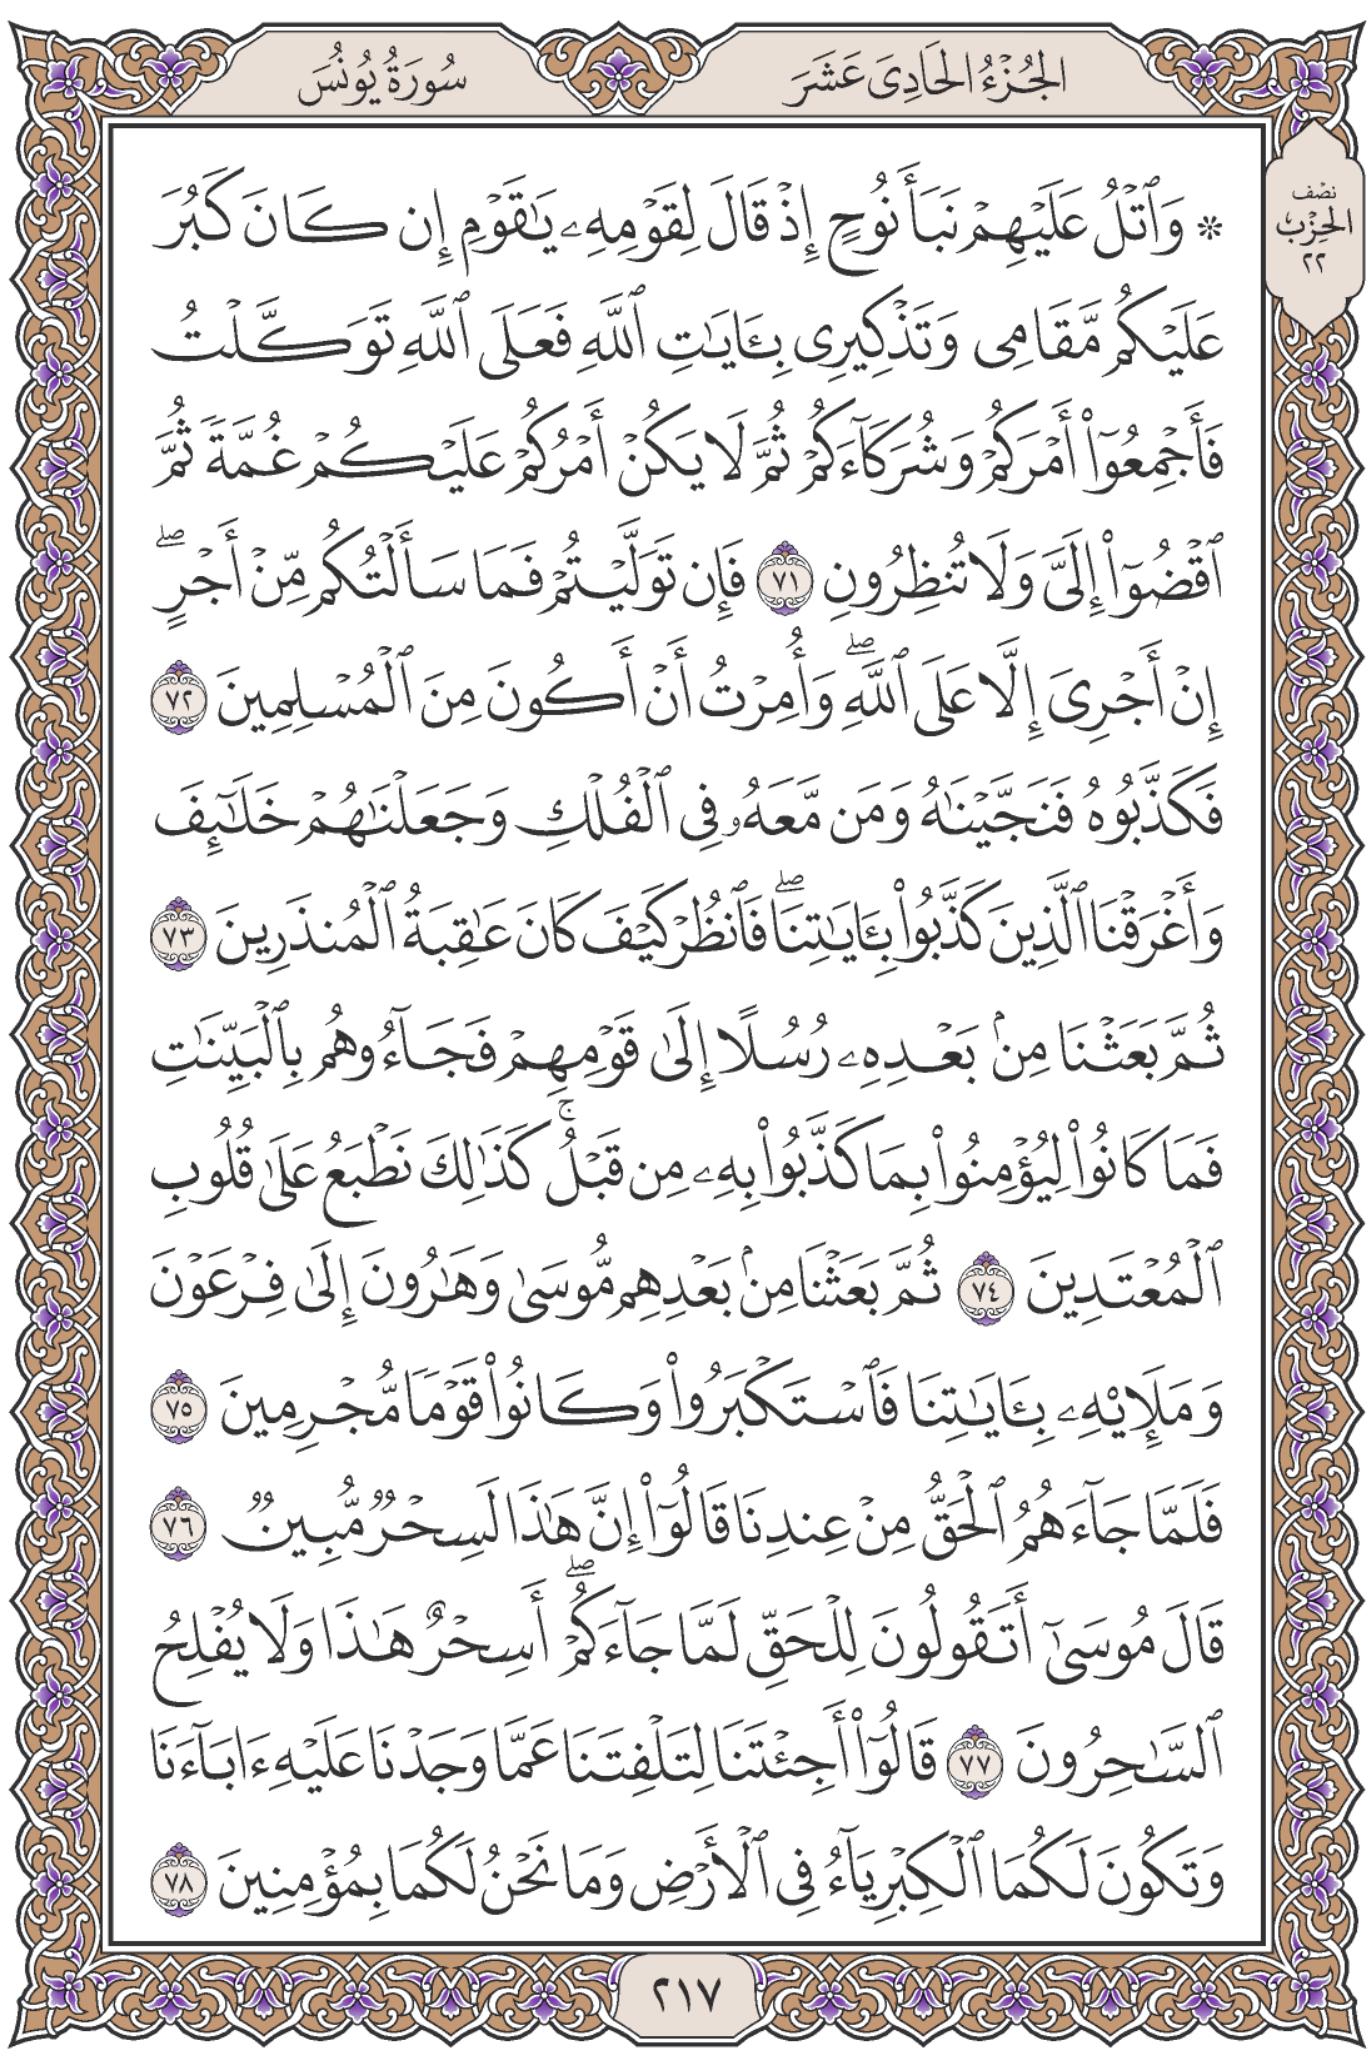 الجُزْءُ الحَادِىَ عَشَرَ
سُورَةُ يُونُسَ
نصف
الحِزْبُ
٢٢
۞ وَٱتْلُ عَلَيْهِمْ نَبَأَ نُوحٍ إِذْ قَالَ لِقَوْمِهِۦ يَٰقَوْمِ إِن كَانَ كَبُرَ
عَلَيْكُم مَّقَامِى وَتَذْكِيرِى بِـَٔايَٰتِ ٱللَّهِ فَعَلَى ٱللَّهِ تَوَكَّلْتُ
فَأَجْمِعُوٓا۟ أَمْرَكُمْ وَشُرَكَآءَكُمْ ثُمَّ لَا يَكُنْ أَمْرُكُمْ عَلَيْكُمْ غُمَّةً ثُمَّ
ٱقْضُوٓا۟ إِلَىَّ وَلَا تُنظِرُونِ ٧١ فَإِن تَوَلَّيْتُمْ فَمَا سَأَلْتُكُم مِّنْ أَجْرٍ ۖ
إِنْ أَجْرِىَ إِلَّا عَلَى ٱللَّهِ ۖ وَأُمِرْتُ أَنْ أَكُونَ مِنَ ٱلْمُسْلِمِينَ ٧٢
فَكَذَّبُوهُ فَنَجَّيْنَٰهُ وَمَن مَّعَهُۥ فِى ٱلْفُلْكِ وَجَعَلْنَٰهُمْ خَلَٰٓئِفَ
وَأَغْرَقْنَا ٱلَّذِينَ كَذَّبُوا۟ بِـَٔايَٰتِنَا ۖ فَٱنظُرْ كَيْفَ كَانَ عَٰقِبَةُ ٱلْمُنذَرِينَ ٧٣
ثُمَّ بَعَثْنَا مِنۢ بَعْدِهِۦ رُسُلًا إِلَىٰ قَوْمِهِمْ فَجَآءُوهُم بِٱلْبَيِّنَٰتِ
فَمَا كَانُوا۟ لِيُؤْمِنُوا۟ بِمَا كَذَّبُوا۟ بِهِۦ مِن قَبْلُ ۚ كَذَٰلِكَ نَطْبَعُ عَلَىٰ قُلُوبِ
ٱلْمُعْتَدِينَ ٧٤ ثُمَّ بَعَثْنَا مِنۢ بَعْدِهِم مُّوسَىٰ وَهَٰرُونَ إِلَىٰ فِرْعَوْنَ
وَمَلَإِيْهِۦ بِـَٔايَٰتِنَا فَٱسْتَكْبَرُوا۟ وَكَانُوا۟ قَوْمًا مُّجْرِمِينَ ٧٥
فَلَمَّا جَآءَهُمُ ٱلْحَقُّ مِنْ عِندِنَا قَالُوٓا۟ إِنَّ هَٰذَا لَسِحْرٌ مُّبِينٌ ٧٦
قَالَ مُوسَىٰٓ أَتَقُولُونَ لِلْحَقِّ لَمَّا جَآءَكُمْ ۖ أَسِحْرٌ هَٰذَا وَلَا يُفْلِحُ
ٱلسَّٰحِرُونَ ٧٧ قَالُوٓا۟ أَجِئْتَنَا لِتَلْفِتَنَا عَمَّا وَجَدْنَا عَلَيْهِ ءَابَآءَنَا
وَتَكُونَ لَكُمَا ٱلْكِبْرِيَآءُ فِى ٱلْأَرْضِ وَمَا نَحْنُ لَكُمَا بِمُؤْمِنِينَ ٧٨
٢١٧